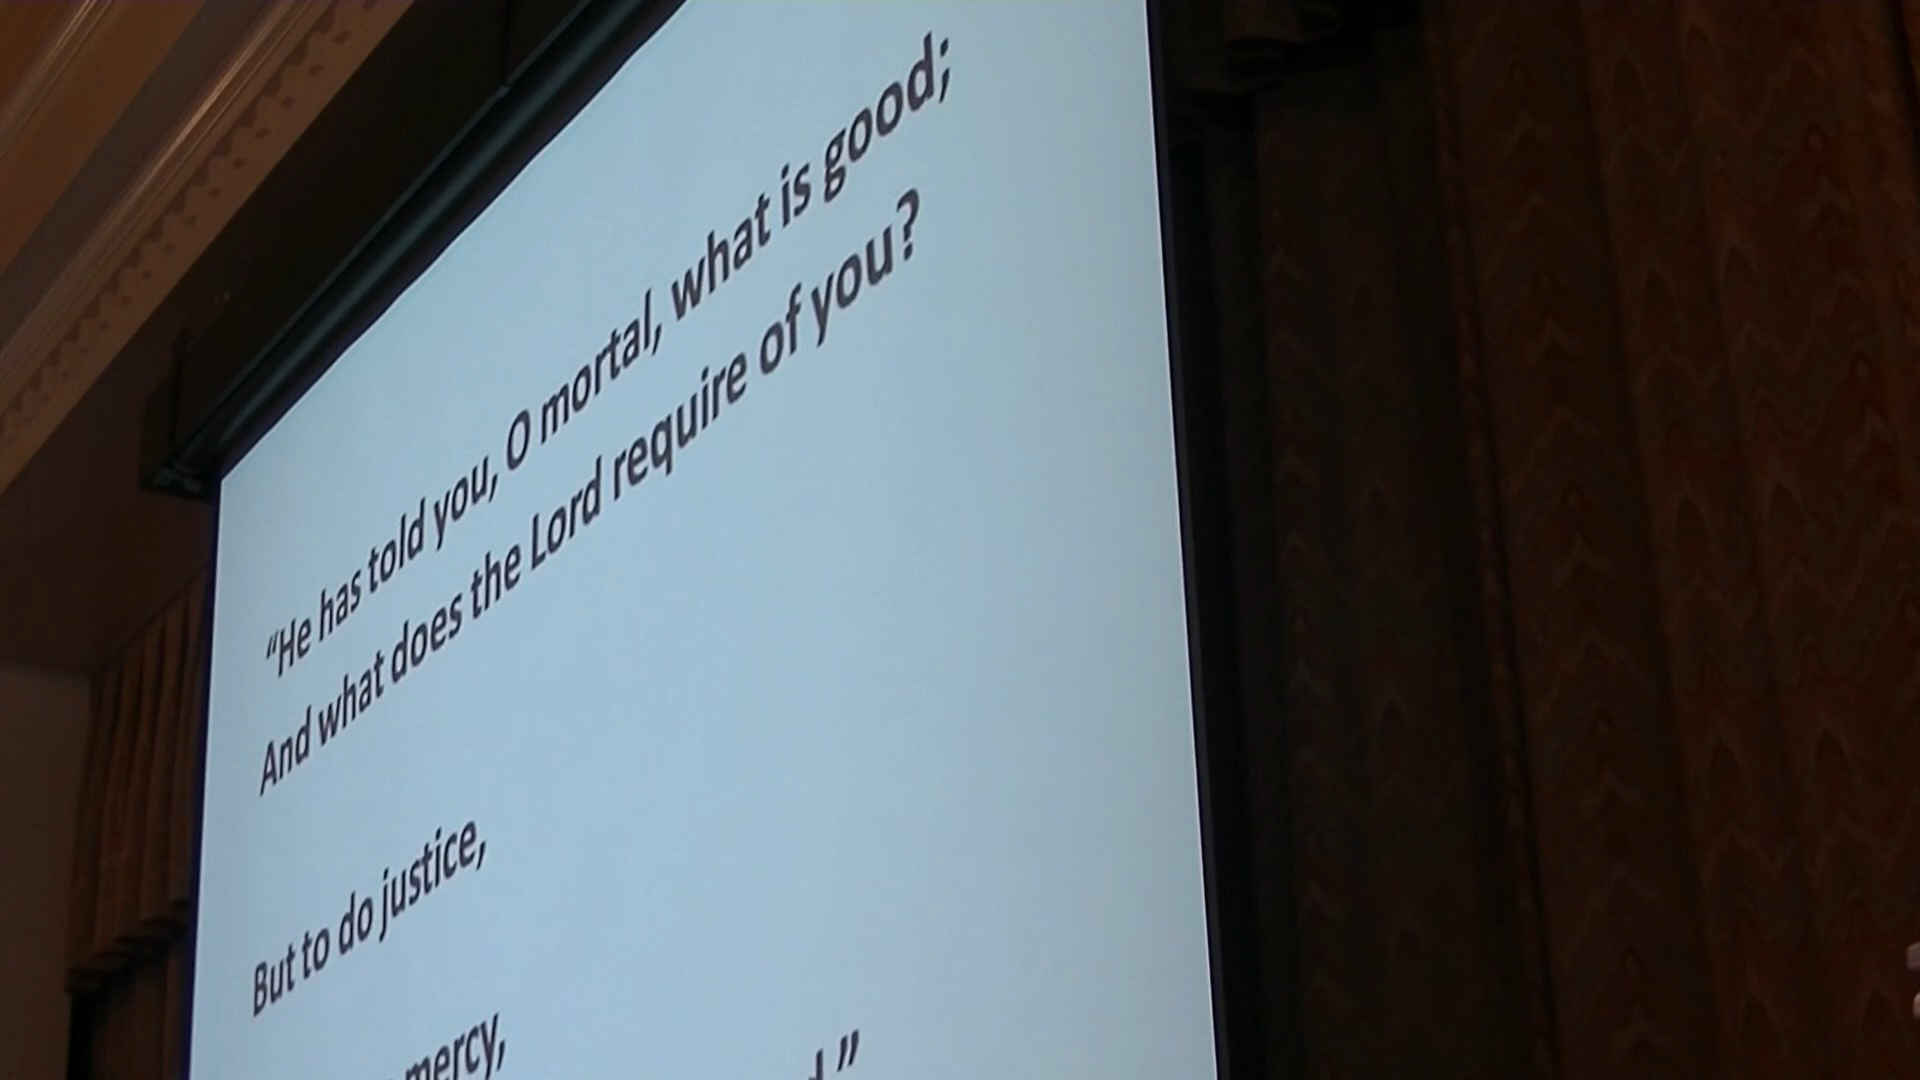 “He has told you, O mortal, what is good;
And what does the Lord require of you?
But to do justice,
mercy,